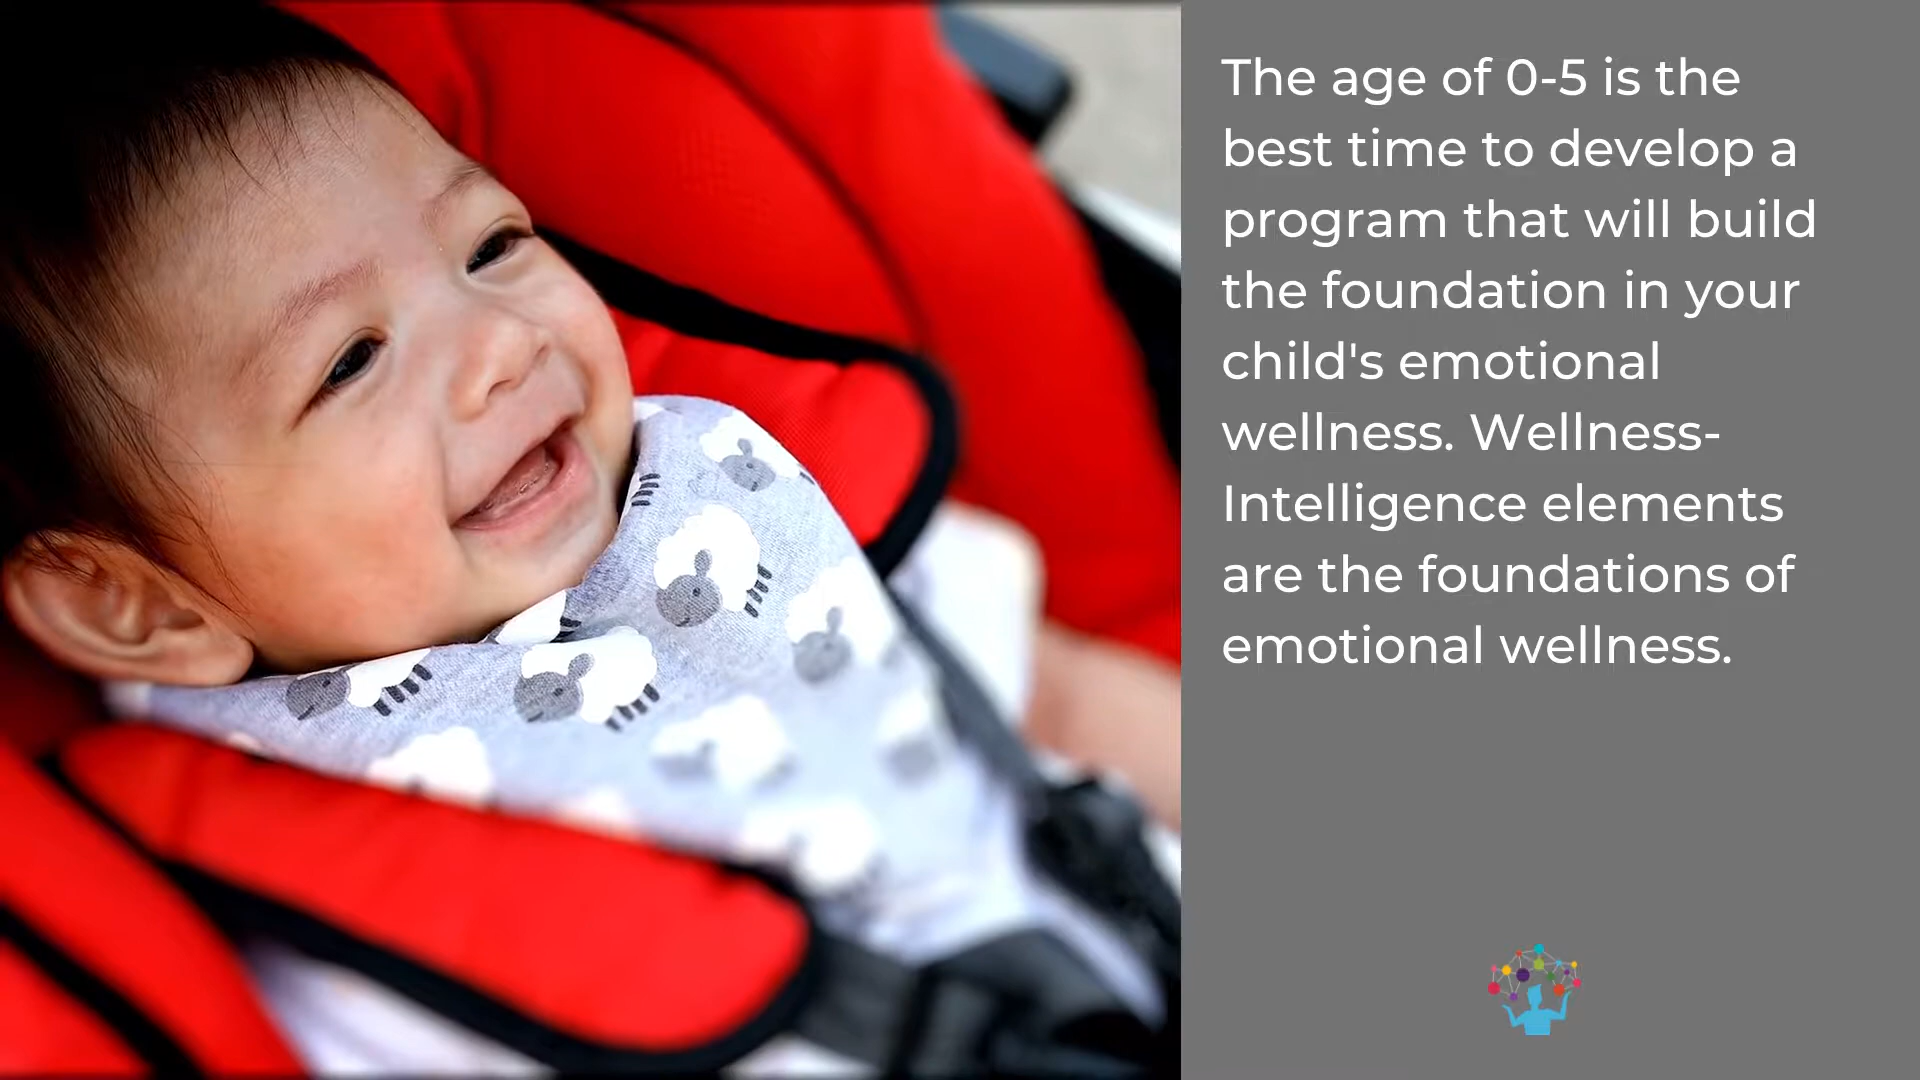 The age of 0-5 is the
best time to develop a
program that will build
the foundation in your
child's emotional
wellness. Wellness-
Intelligence elements
are the foundations of
emotional wellness.